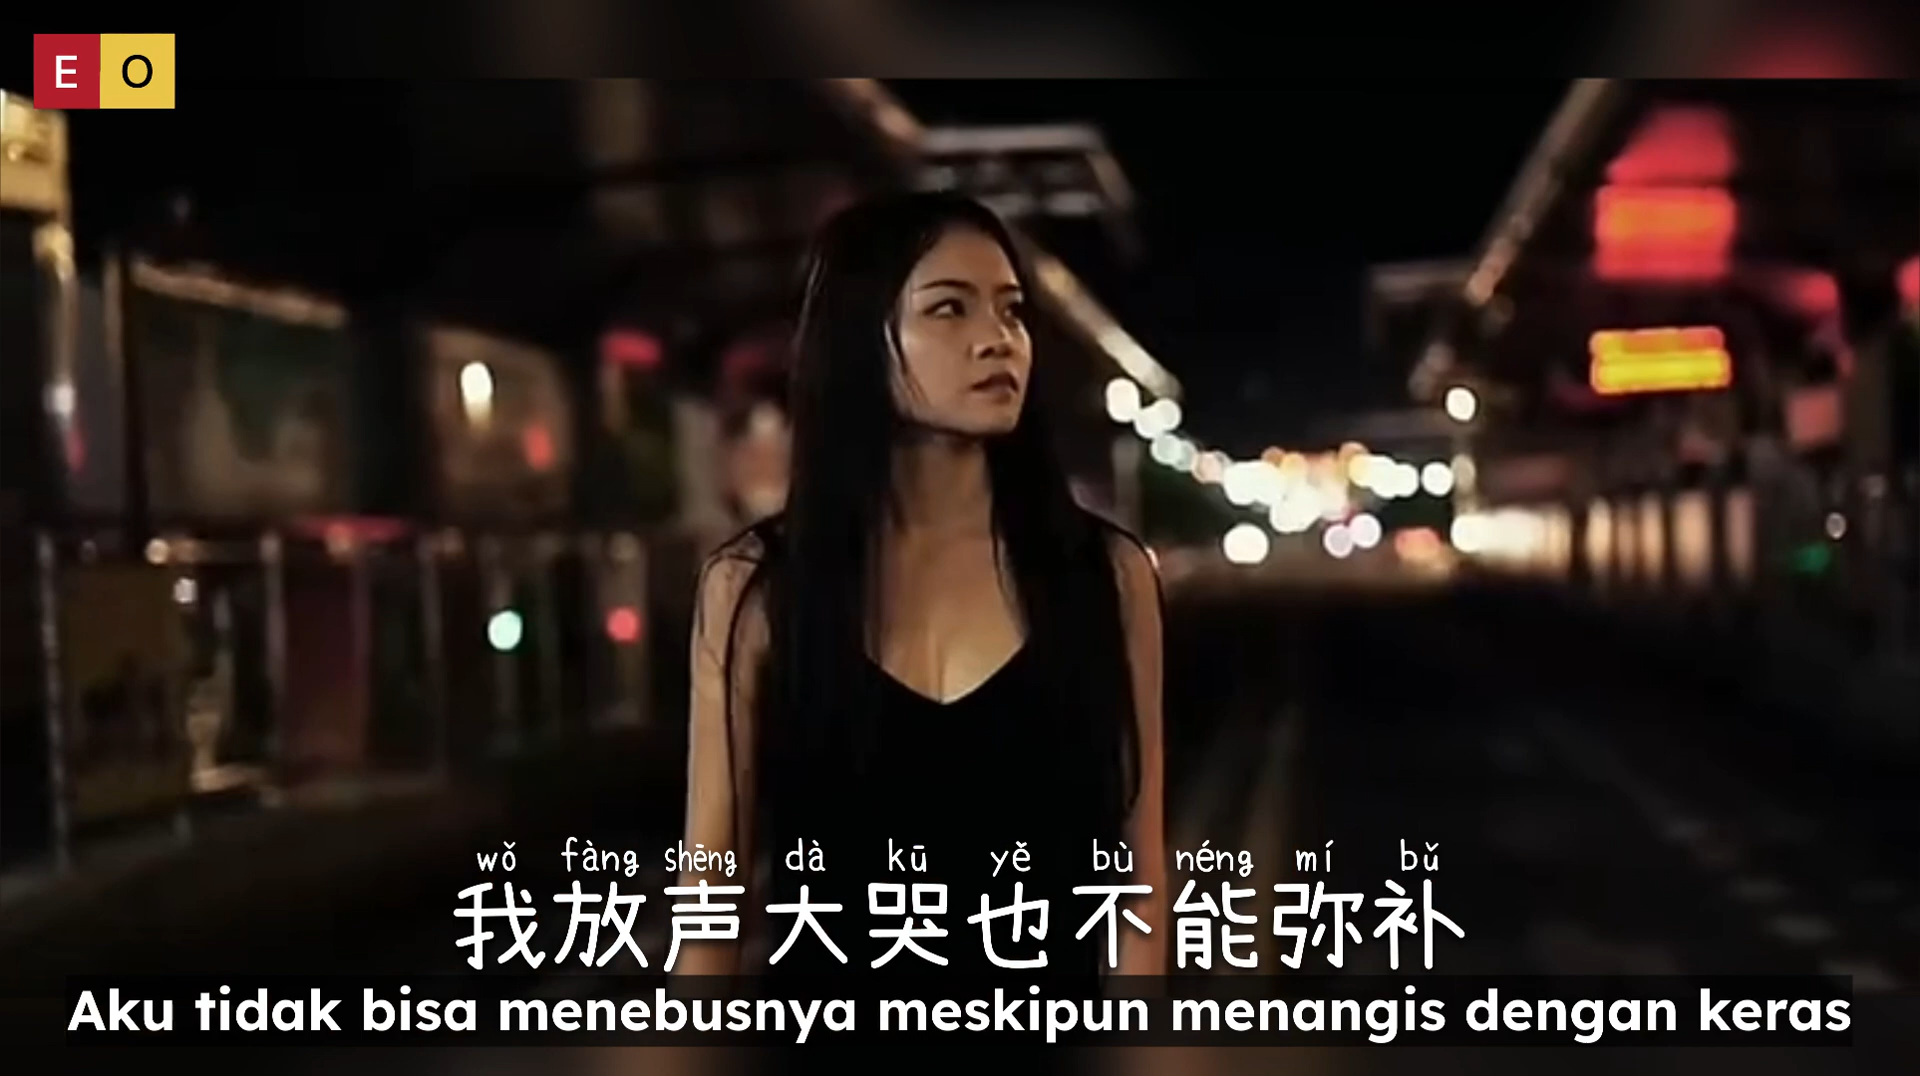 E O
wǒ fàng shēng dà kū yě bù néng mí bǔ
我放声大哭也不能弥补
Aku tidak bisa menebusnya meskipun menangis dengan keras